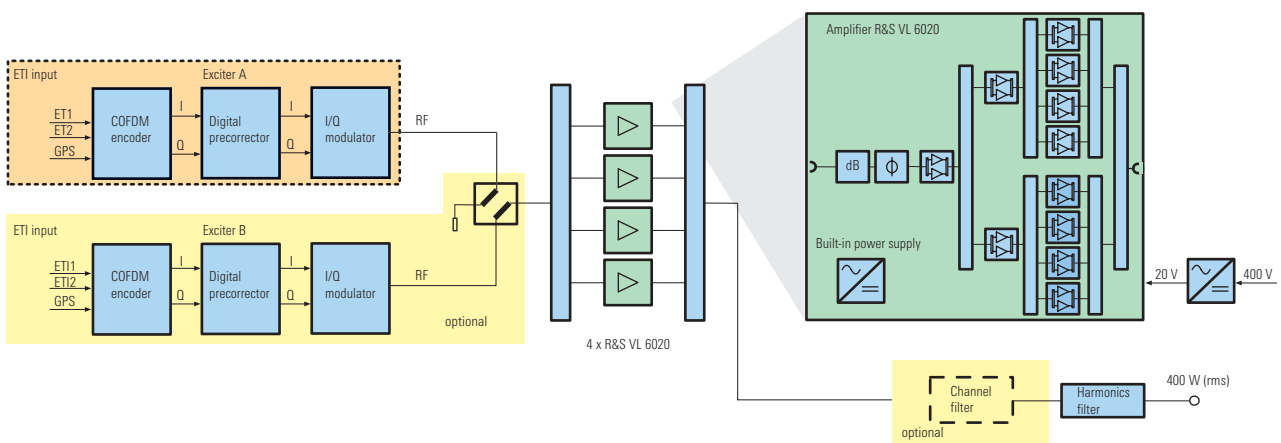 ETI input
Exciter A
ET1
ET2
GPS
COFDM
encoder
I
Q
Digital
precorrector
I
Q
I/Q
modulator
RF
ETI input
Exciter B
ETI1
ETI2
GPS
COFDM
encoder
I
Q
Digital
precorrector
I
Q
I/Q
modulator
RF
optional
4 x R&S VL 6020
Amplifier R&S VL 6020
dB
ϕ
Built-in power supply
20 V
400 V
Channel
filter
optional
Harmonics
filter
400 W (rms)